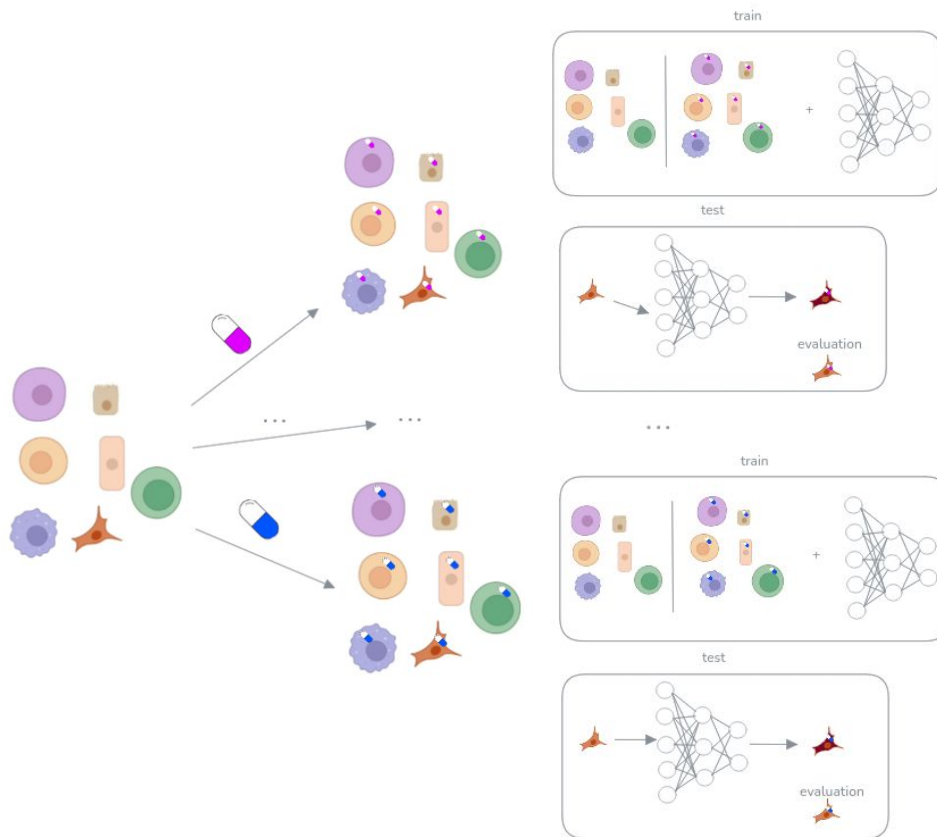 train
+
test
evaluation
... ...
...
train
+
test
evaluation